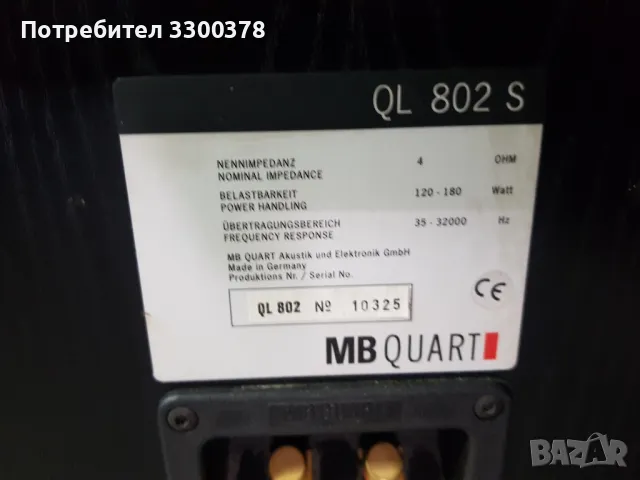 Потребител 3300378
QL 802 S
NENNIMPEDANZ 4 OHM
NOMINAL IMPEDANCE
BELASTBARKEIT 120 - 180 Watt
POWER HANDLING
ÜBERTRAGUNGSBEREICH 35 - 32000 Hz
FREQUENCY RESPONSE
MB QUART Akustik und Elektronik GmbH
Made in Germany
Produktions Nr. / Serial No.
QL 802 Nº 10325
CE
MB QUART
BAZAR